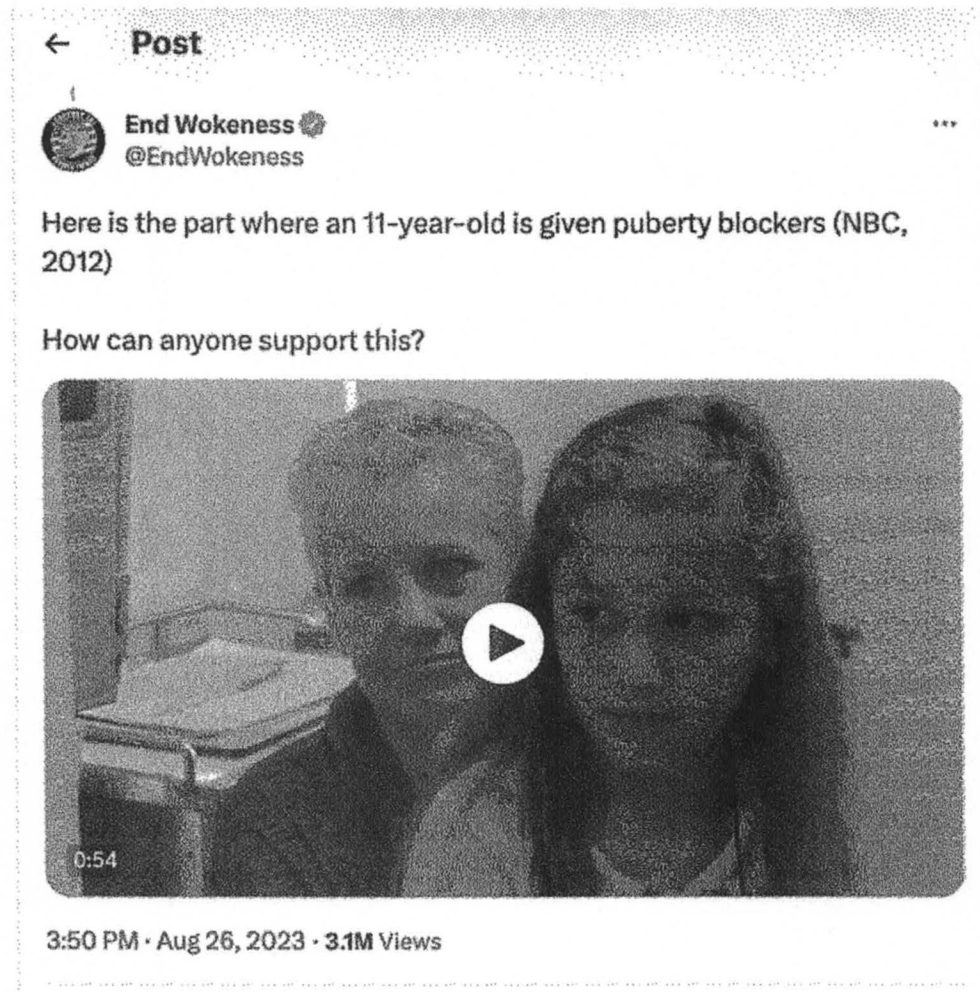 ← Post
End Wokeness
@EndWokeness
Here is the part where an 11-year-old is given puberty blockers (NBC,
2012)
How can anyone support this?
0:54
3:50 PM · Aug 26, 2023 · 3.1M Views